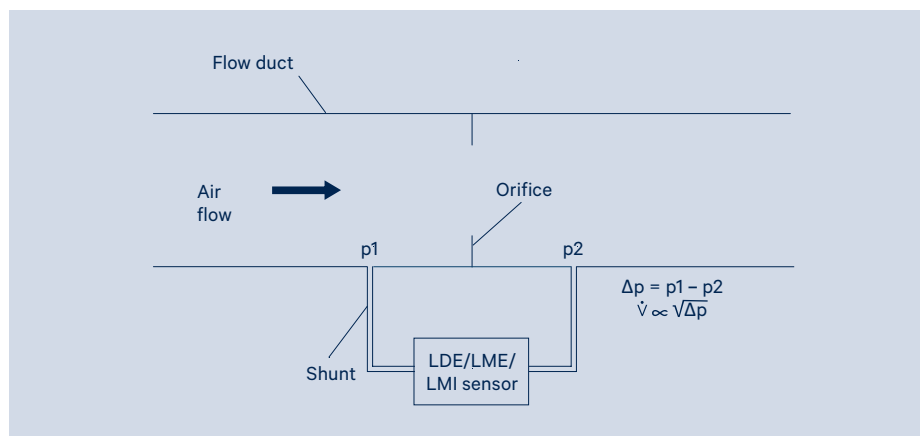 Flow duct
Air
flow
Orifice
p1
p2
Δp = p1 – p2
V̇ ∝ √Δp
Shunt
LDE/LME/
LMI sensor